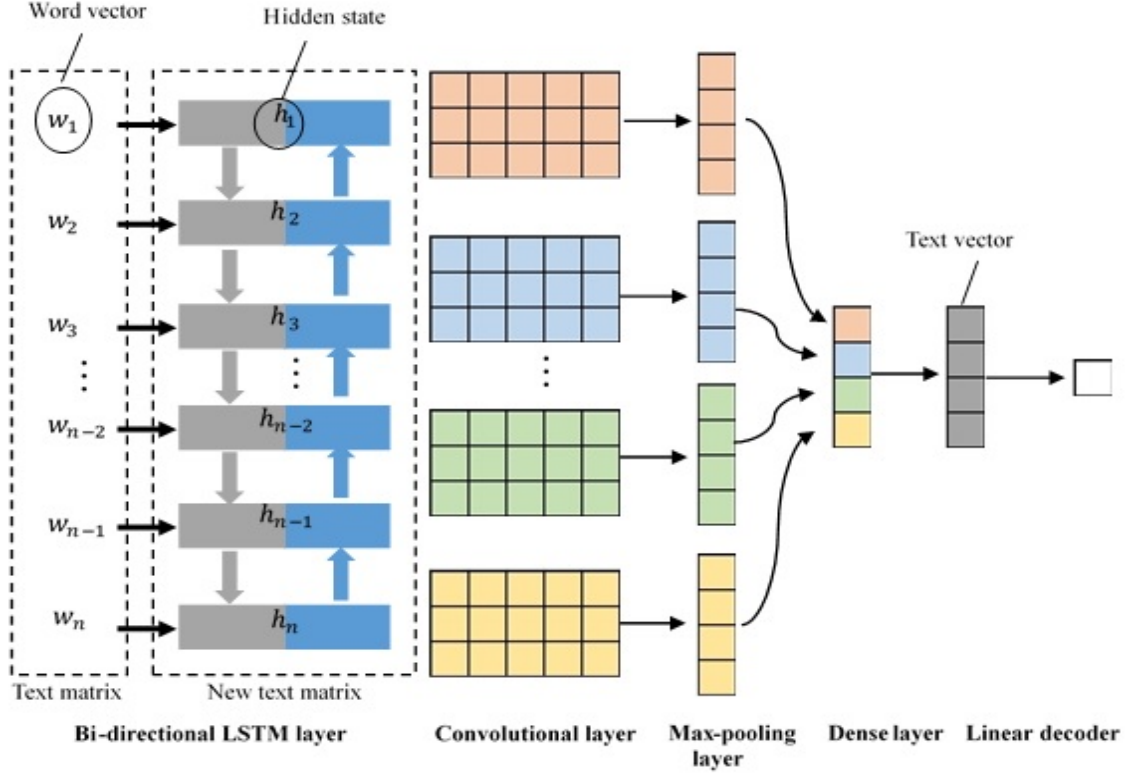 Word vector
Hidden state
w₁
h₁
w₂
h₂
Text vector
w₃
h₃
⋮
⋮
⋮
wₙ₋₂
hₙ₋₂
wₙ₋₁
hₙ₋₁
wₙ
hₙ
Text matrix
New text matrix
Bi-directional LSTM layer
Convolutional layer
Max-pooling
layer
Dense layer
Linear decoder